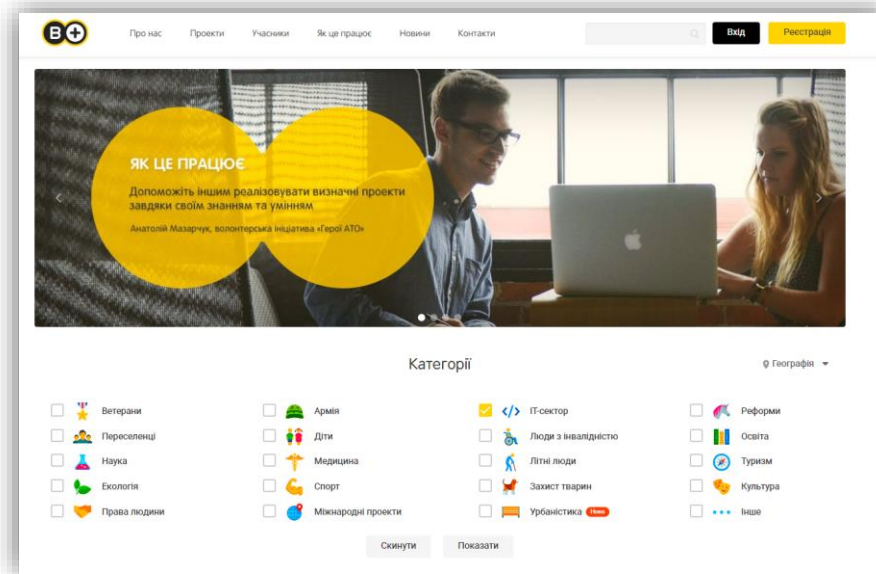 В+
Про нас Проекти Учасники Як це працює Новини Контакти Вхід Реєстрація
ЯК ЦЕ ПРАЦЮЄ
Допоможіть іншим реалізовувати визначні проекти
завдяки своїм знанням та умінням
Анатолій Мазарчук, волонтерська ініціатива «Герої АТО»
Категорії
Географія
Ветерани Армія </> ІТ-сектор Реформи
Переселенці Діти Люди з інвалідністю Освіта
Наука Медицина Літні люди Туризм
Екологія Спорт Захист тварин Культура
Права людини Міжнародні проекти Урбаністика Нова Інше
Скинути Показати